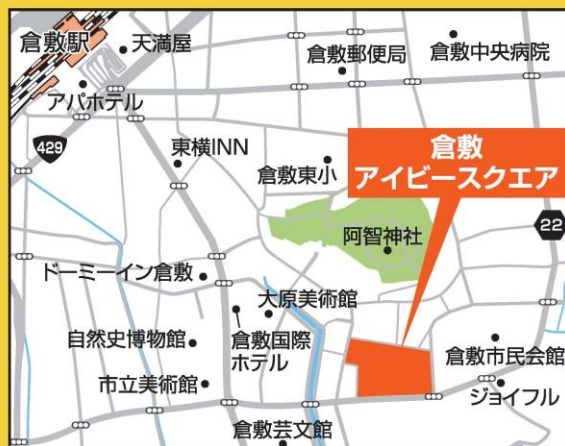 倉敷駅
天満屋
倉敷郵便局
倉敷中央病院
アパホテル
429
東横INN
倉敷東小
倉敷
アイビースクエア
阿智神社
22
ドーミーイン倉敷
大原美術館
自然史博物館
倉敷国際
ホテル
倉敷市民会館
市立美術館
ジョイフル
倉敷芸文館